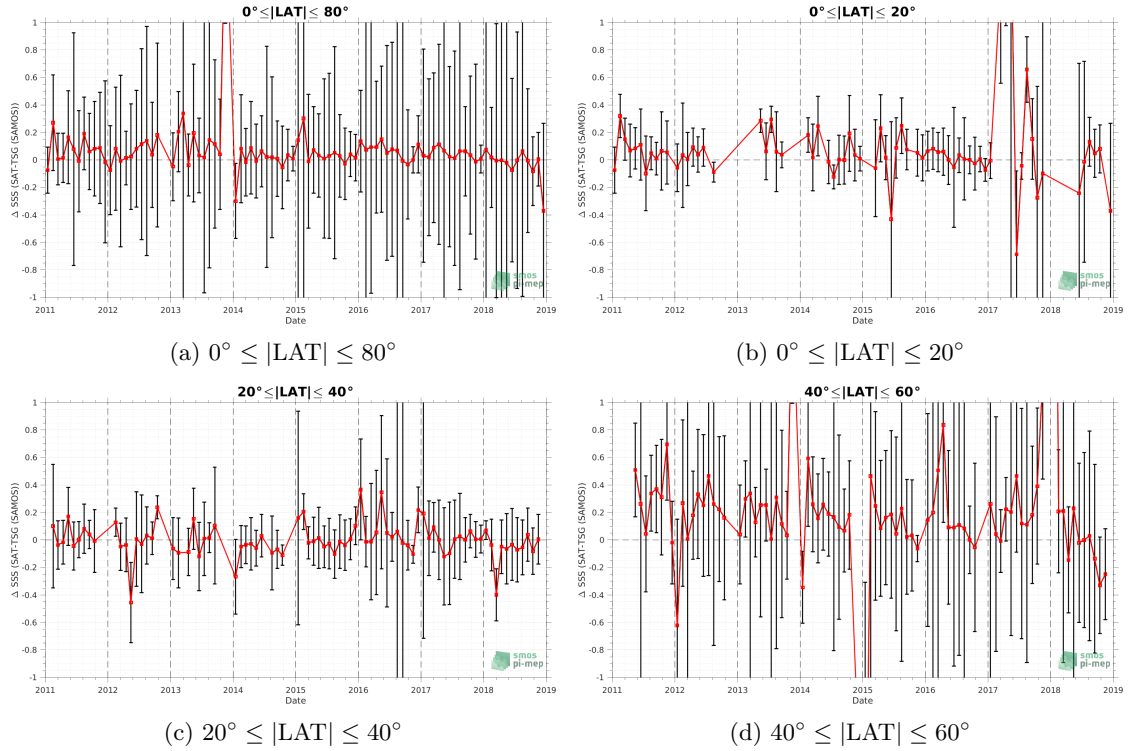 0°≤|LAT|≤ 80°
Δ SSS (SAT-TSG (SAMOS))
1
0.8
0.6
0.4
0.2
0
-0.2
-0.4
-0.6
-0.8
-1
2011 2012 2013 2014 2015 2016 2017 2018 2019
Date
smos
pi-mep
(a) 0° ≤ |LAT| ≤ 80°
0°≤|LAT|≤ 20°
Δ SSS (SAT-TSG (SAMOS))
1
0.8
0.6
0.4
0.2
0
-0.2
-0.4
-0.6
-0.8
-1
2011 2012 2013 2014 2015 2016 2017 2018 2019
Date
smos
pi-mep
(b) 0° ≤ |LAT| ≤ 20°
20°≤|LAT|≤ 40°
Δ SSS (SAT-TSG (SAMOS))
1
0.8
0.6
0.4
0.2
0
-0.2
-0.4
-0.6
-0.8
-1
2011 2012 2013 2014 2015 2016 2017 2018 2019
Date
smos
pi-mep
(c) 20° ≤ |LAT| ≤ 40°
40°≤|LAT|≤ 60°
Δ SSS (SAT-TSG (SAMOS))
1
0.8
0.6
0.4
0.2
0
-0.2
-0.4
-0.6
-0.8
-1
2011 2012 2013 2014 2015 2016 2017 2018 2019
Date
smos
pi-mep
(d) 40° ≤ |LAT| ≤ 60°